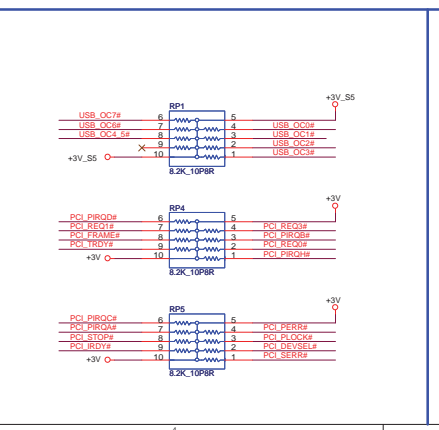 RP1
+3V_S5
USB_OC7# 6 5
USB_OC6# 7 4 USB_OC0#
USB_OC4_5# 8 3 USB_OC1#
9 2 USB_OC2#
+3V_S5 10 1 USB_OC3#
8.2K_10P8R
+3V
RP4
PCI_PIRQD# 6 5
PCI_REQ1# 7 4 PCI_REQ3#
PCI_FRAME# 8 3 PCI_PIRQB#
PCI_TRDY# 9 2 PCI_REQ0#
+3V 10 1 PCI_PIRQH#
8.2K_10P8R
+3V
RP5
PCI_PIRQC# 6 5
PCI_PIRQA# 7 4 PCI_PERR#
PCI_STOP# 8 3 PCI_PLOCK#
PCI_IRDY# 9 2 PCI_DEVSEL#
+3V 10 1 PCI_SERR#
8.2K_10P8R